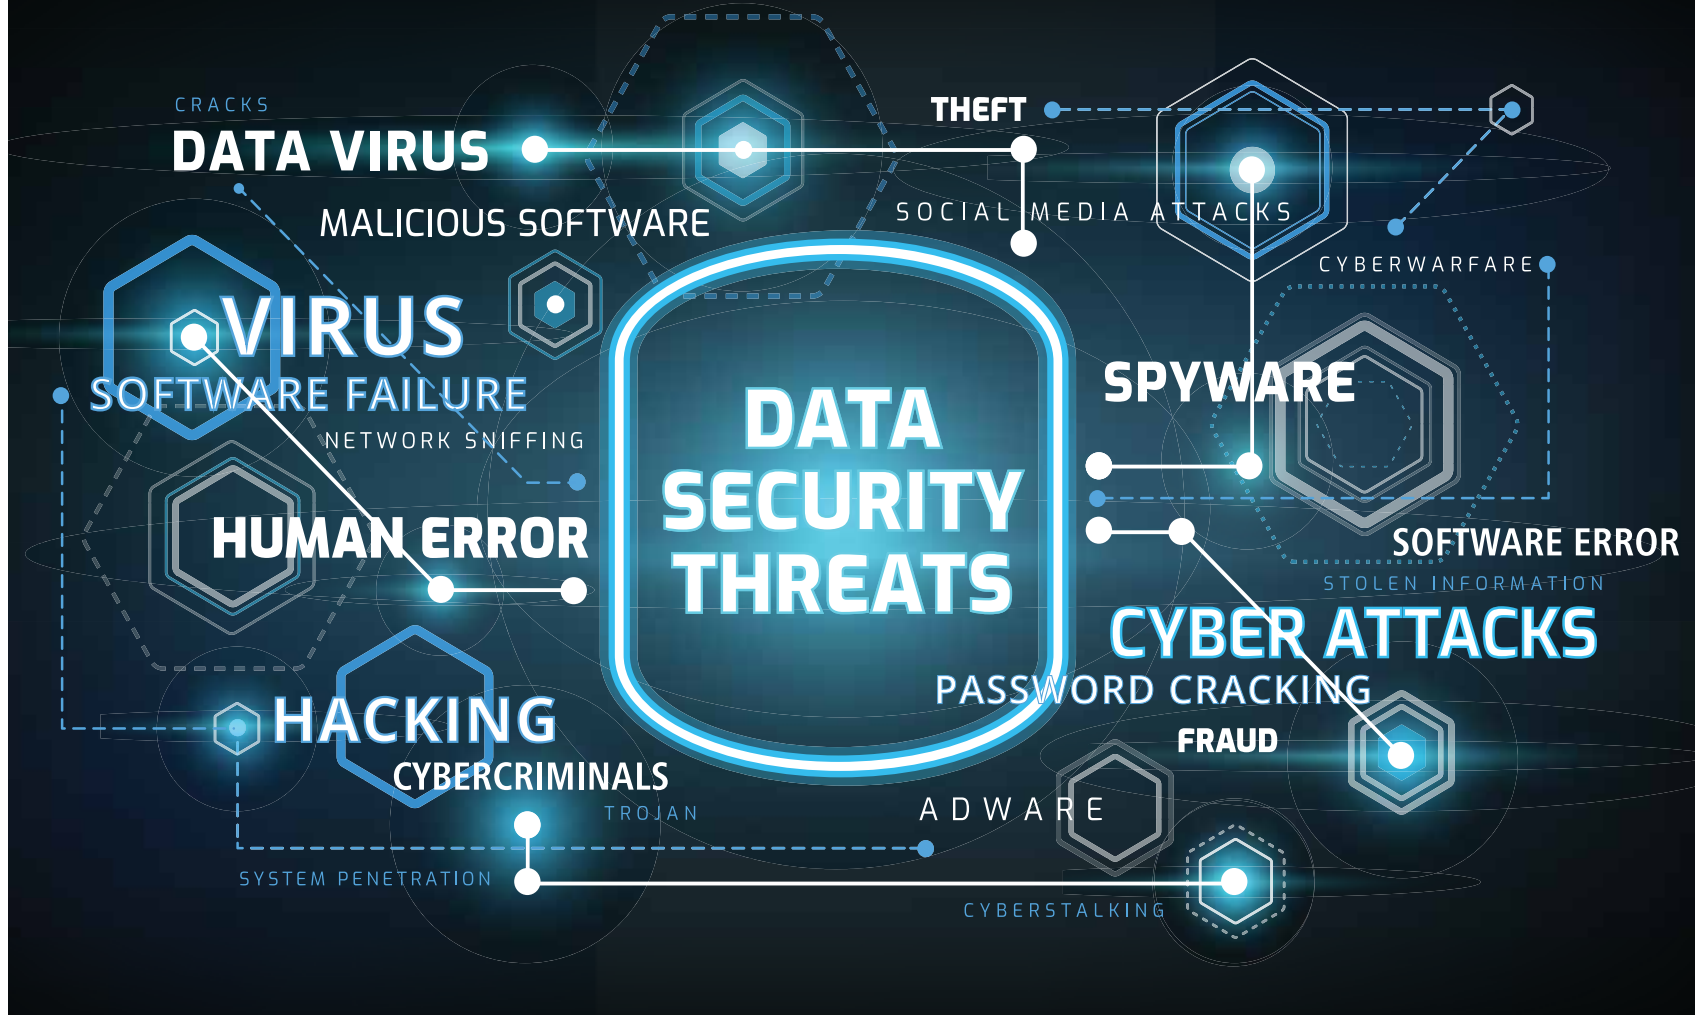 CRACKS
DATA VIRUS
MALICIOUS SOFTWARE
THEFT
SOCIAL MEDIA ATTACKS
CYBERWARFARE
VIRUS
SOFTWARE FAILURE
NETWORK SNIFFING
HUMAN ERROR
DATA
SECURITY
THREATS
SPYWARE
SOFTWARE ERROR
STOLEN INFORMATION
CYBER ATTACKS
PASSWORD CRACKING
FRAUD
HACKING
CYBERCRIMINALS
TROJAN
ADWARE
SYSTEM PENETRATION
CYBERSTALKING